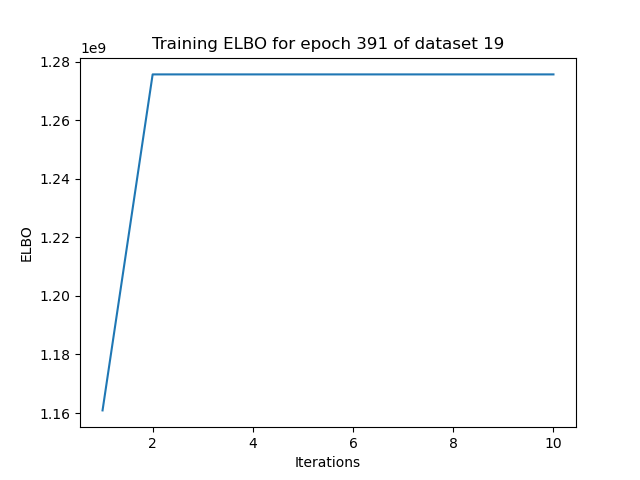 Training ELBO for epoch 391 of dataset 19
1e9
1.28
1.26
1.24
1.22
1.20
1.18
1.16
ELBO
2 4 6 8 10
Iterations